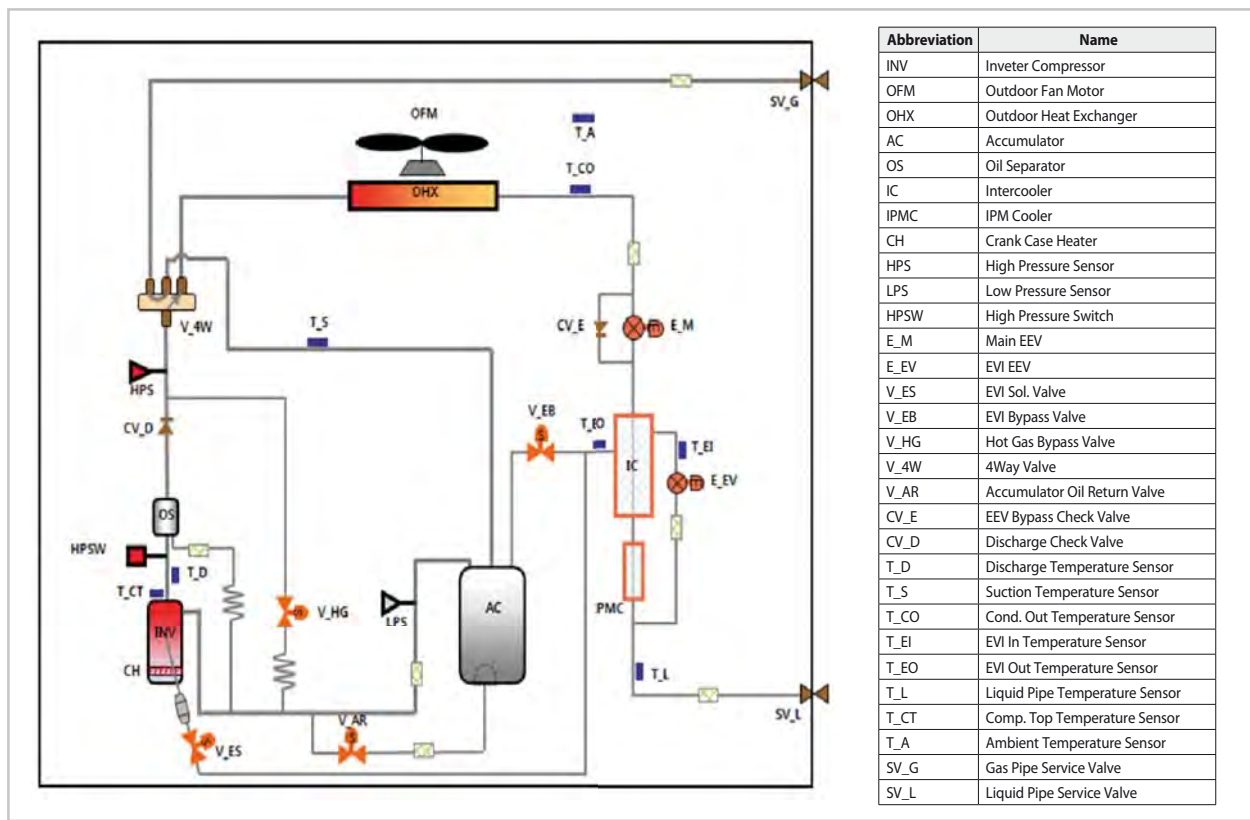 SV_G
OFM
T_A
T_CO
OHX
V_4W
T_S
CV_E
E_M
HPS
CV_D
V_EB
S
T_IO
IC
T_EI
E_EV
OS
HPSW
T_D
T_CT
INV
CH
V_HG
LPS
AC
PMC
T_L
SV_L
V_AR
S
V_ES
Abbreviation Name
INV Inveter Compressor
OFM Outdoor Fan Motor
OHX Outdoor Heat Exchanger
AC Accumulator
OS Oil Separator
IC Intercooler
IPMC IPM Cooler
CH Crank Case Heater
HPS High Pressure Sensor
LPS Low Pressure Sensor
HPSW High Pressure Switch
E_M Main EEV
E_EV EVI EEV
V_ES EVI Sol. Valve
V_EB EVI Bypass Valve
V_HG Hot Gas Bypass Valve
V_4W 4Way Valve
V_AR Accumulator Oil Return Valve
CV_E EEV Bypass Check Valve
CV_D Discharge Check Valve
T_D Discharge Temperature Sensor
T_S Suction Temperature Sensor
T_CO Cond. Out Temperature Sensor
T_EI EVI In Temperature Sensor
T_EO EVI Out Temperature Sensor
T_L Liquid Pipe Temperature Sensor
T_CT Comp. Top Temperature Sensor
T_A Ambient Temperature Sensor
SV_G Gas Pipe Service Valve
SV_L Liquid Pipe Service Valve